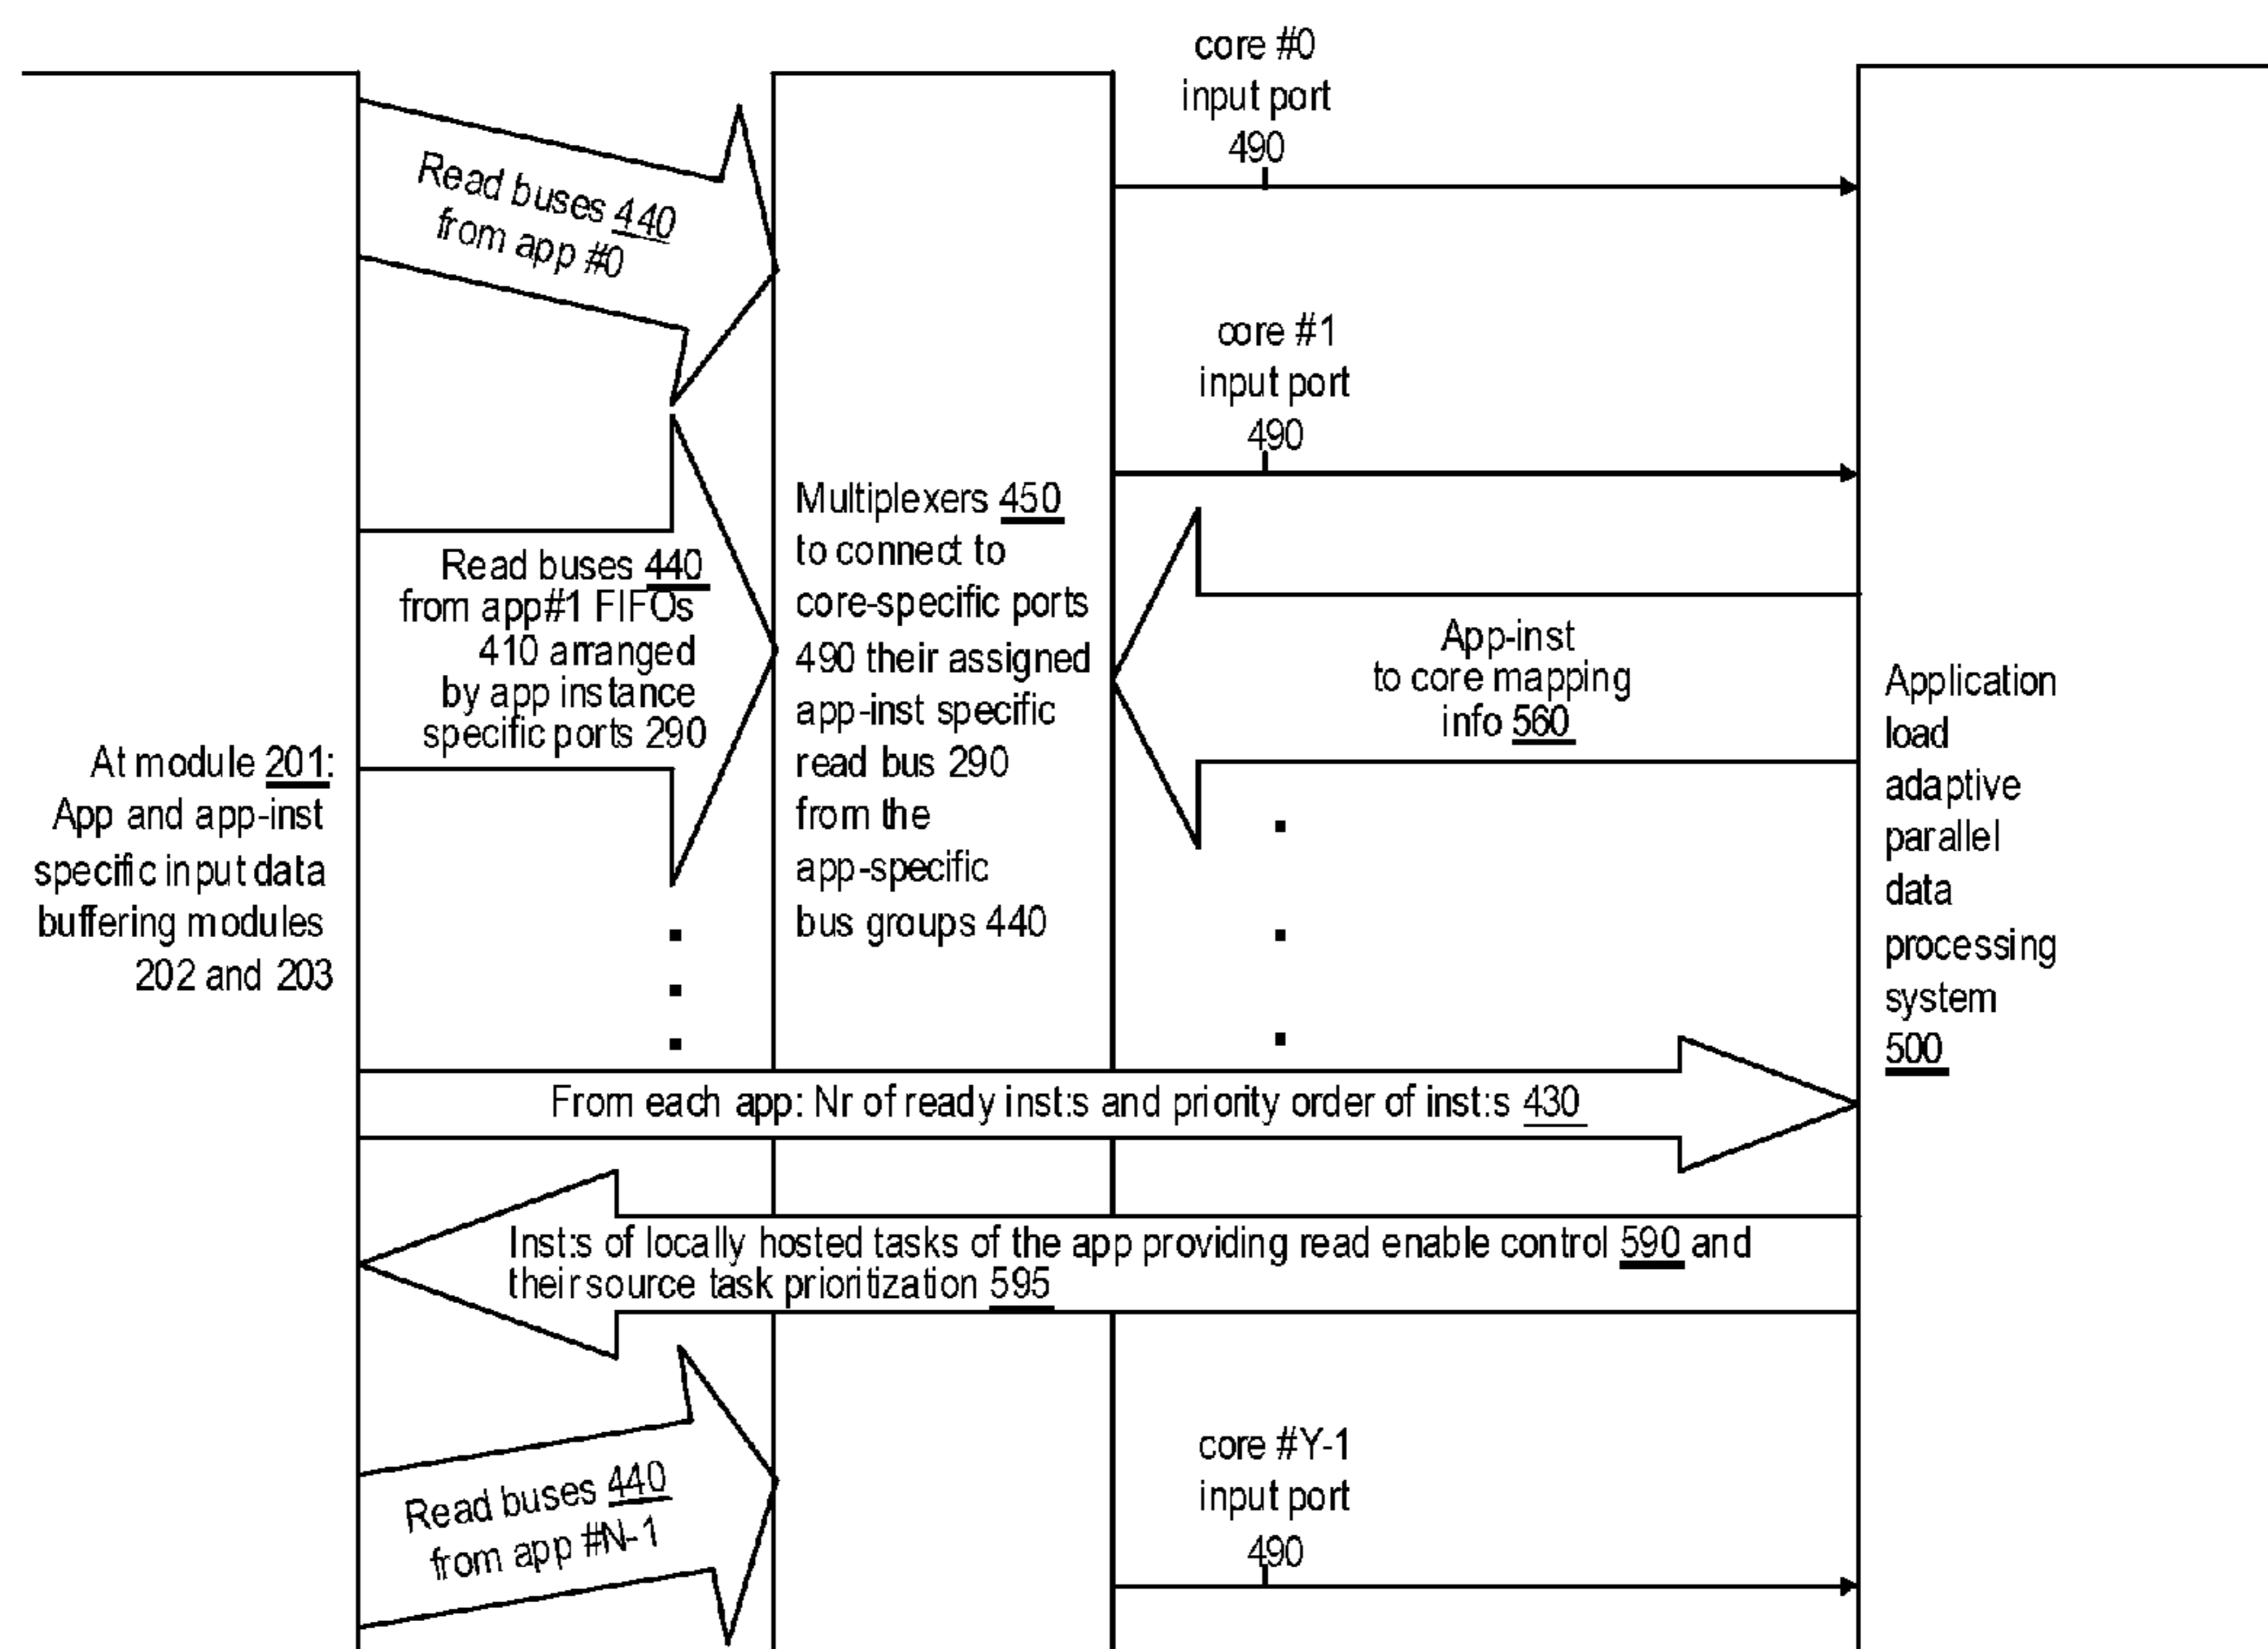 core #0
input port
490
Read buses 440
from app #0
core #1
input port
490
Read buses 440
from app#1 FIFOs
410 arranged
by app instance
specific ports 290
Multiplexers 450
to connect to
core-specific ports
490 their assigned
app-inst specific
read bus 290
from the
app-specific
bus groups 440
App-inst
to core mapping
info 560
At module 201:
App and app-inst
specific input data
buffering modules
202 and 203
Application
load
adaptive
parallel
data
processing
system
500
From each app: Nr of ready inst:s and priority order of inst:s 430
Inst:s of locally hosted tasks of the app providing read enable control 590 and
their source task prioritization 595
Read buses 440
from app #N-1
core #Y-1
input port
490